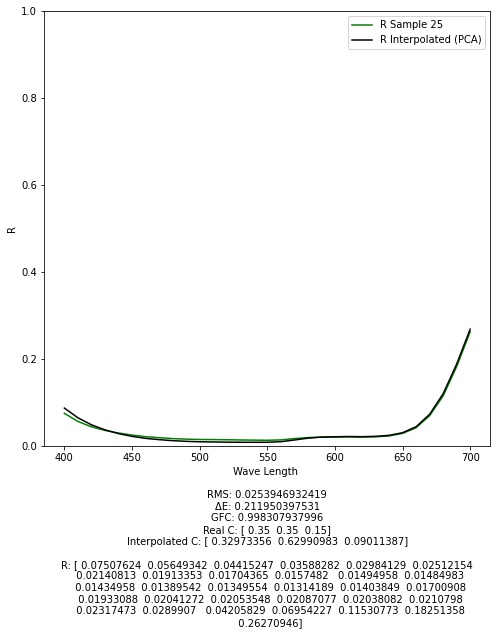 1.0
0.8
0.6
0.4
0.2
0.0
R
R Sample 25
R Interpolated (PCA)
400 450 500 550 600 650 700
Wave Length
RMS: 0.0253946932419
ΔE: 0.211950397531
GFC: 0.998307937996
Real C: [ 0.35 0.35 0.15]
Interpolated C: [ 0.32973356 0.62990983 0.09011387]
R: [ 0.07507624 0.05649342 0.04415247 0.03588282 0.02984129 0.02512154
0.02140813 0.01913353 0.01704365 0.0157482 0.01494958 0.01484983
0.01434958 0.01389542 0.01349554 0.01314189 0.01403849 0.01700908
0.01933088 0.02041272 0.02053548 0.02087077 0.02038082 0.0210798
0.02317473 0.0289907 0.04205829 0.06954227 0.11530773 0.18251358
0.26270946]